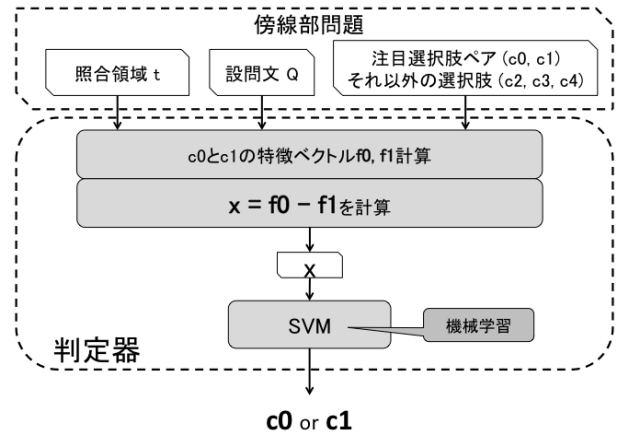 傍線部問題
照合領域 t
設問文 Q
注目選択肢ペア (c0, c1)
それ以外の選択肢 (c2, c3, c4)
c0とc1の特徴ベクトルf0, f1計算
x = f0 − f1を計算
x
SVM
機械学習
判定器
c0 or c1